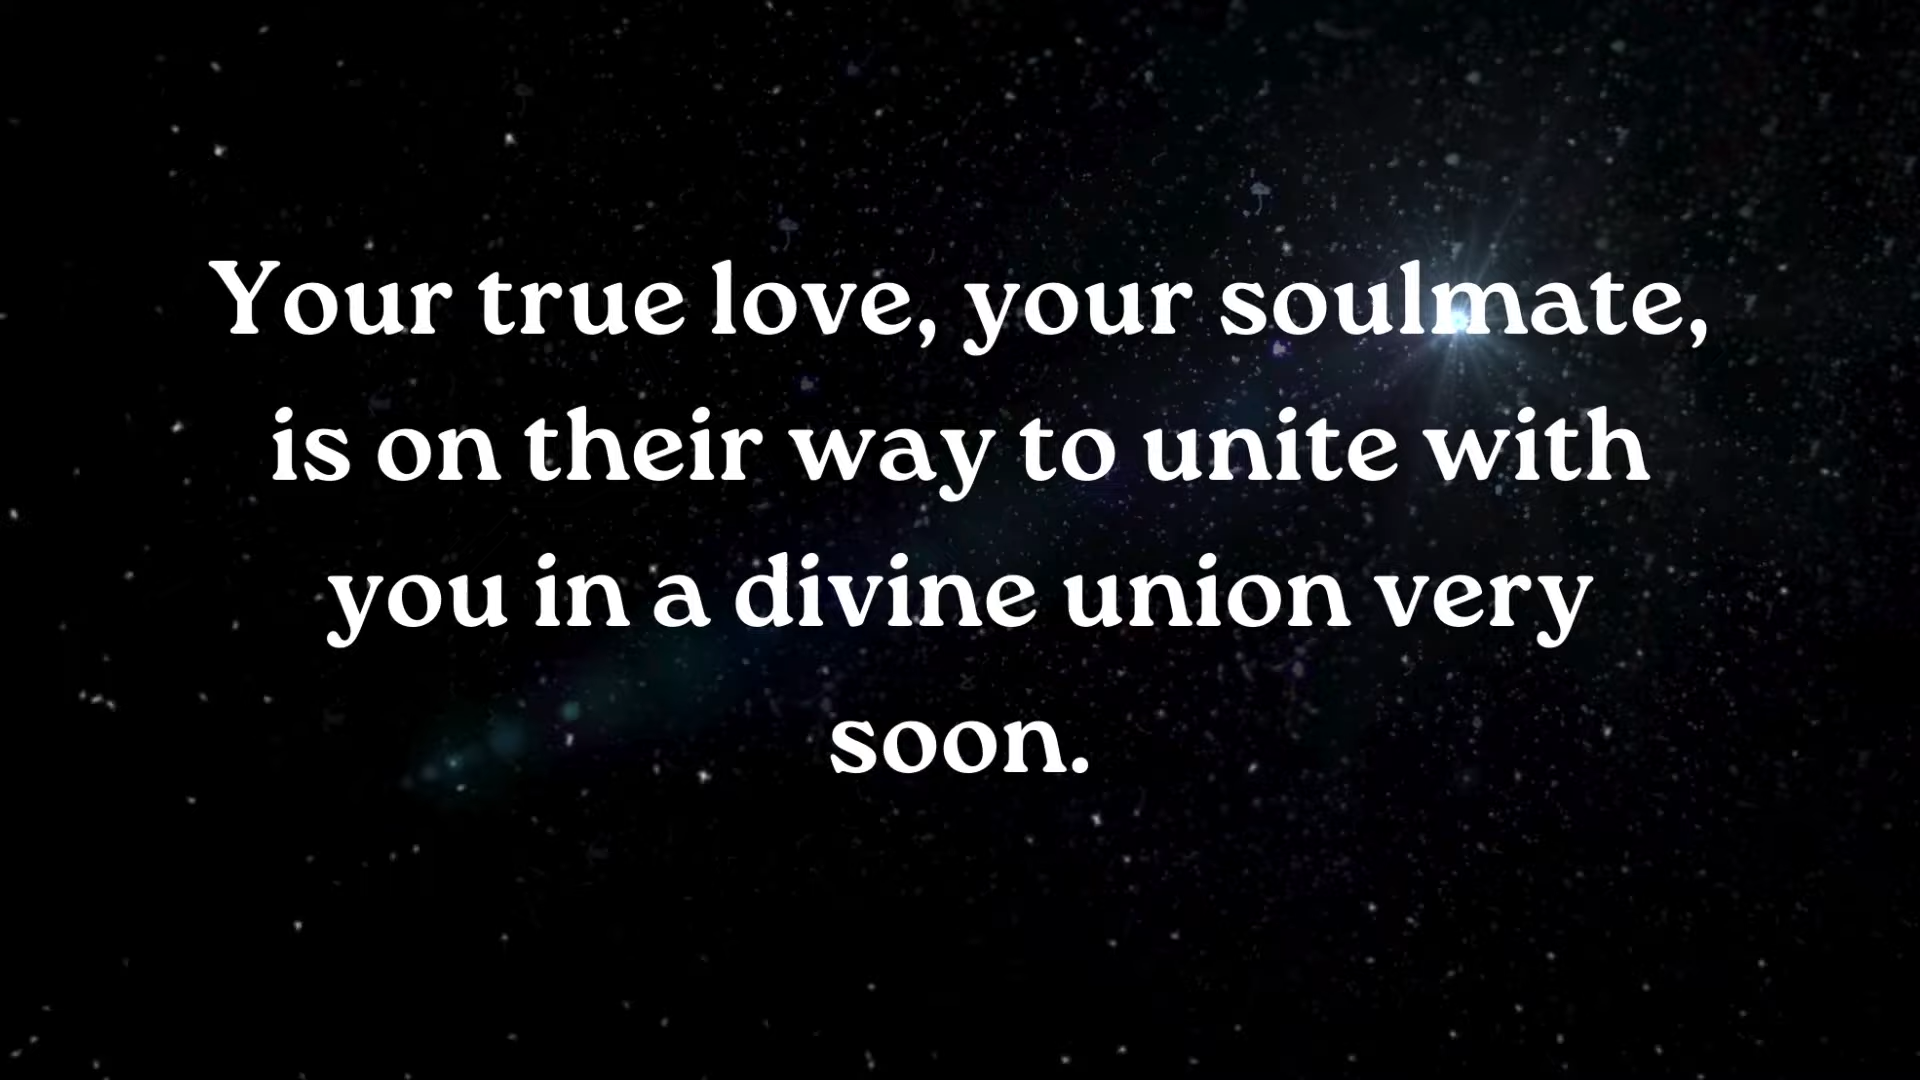 Your true love, your soulmate,
is on their way to unite with
you in a divine union very
soon.